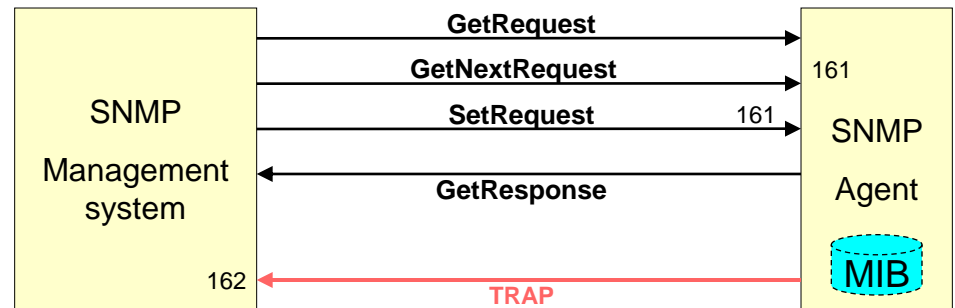 GetRequest
GetNextRequest
161
SNMP
Management
system
SetRequest
161
SNMP
Agent
GetResponse
MIB
162
TRAP